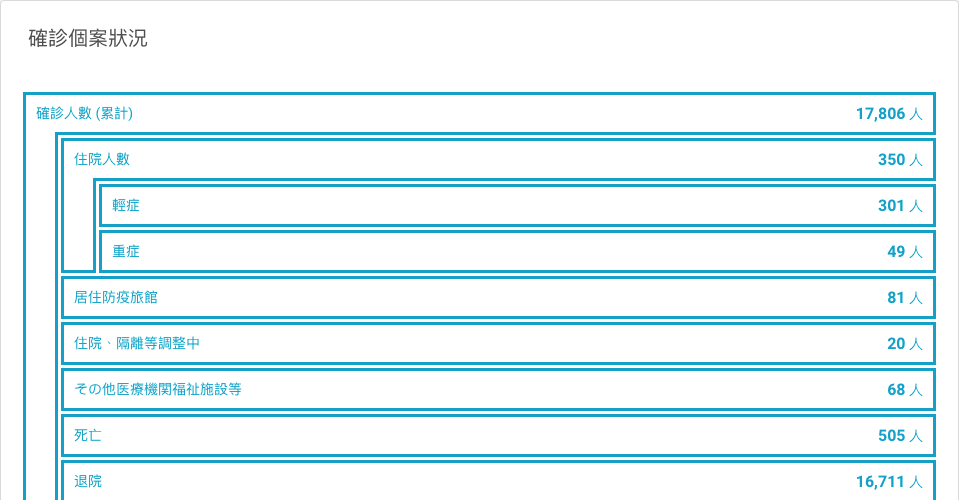 確診個案狀況
確診人數 (累計) 17,806 人
住院人數 350 人
輕症 301 人
重症 49 人
居住防疫旅館 81 人
住院、隔離等調整中 20 人
その他医療機関福祉施設等 68 人
死亡 505 人
退院 16,711 人